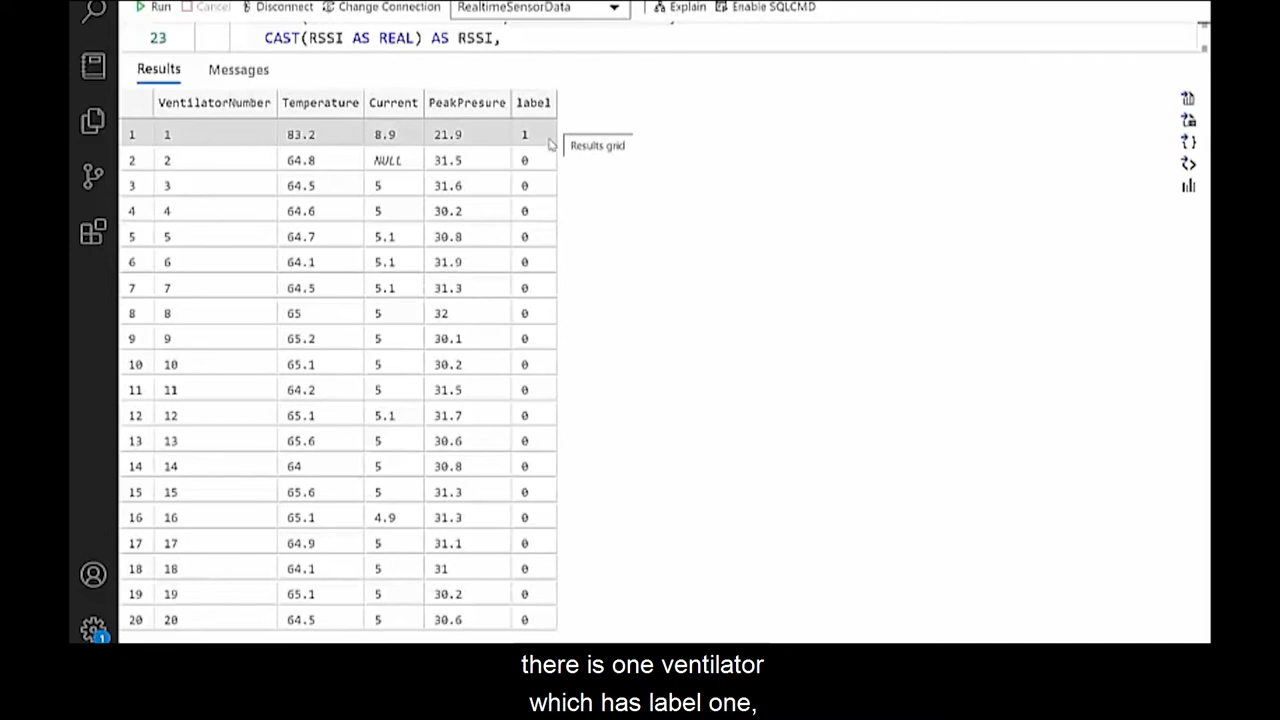 Run Cancel Disconnect Change Connection RealtimeSensorData Explain Enable SQLCMD
23 CAST(RSSI AS REAL) AS RSSI,
Results Messages
VentilatorNumber Temperature Current PeakPresure label
1 1 83.2 8.9 21.9 1
Results grid
2 2 64.8 NULL 31.5 0
3 3 64.5 5 31.6 0
4 4 64.6 5 30.2 0
5 5 64.7 5.1 30.8 0
6 6 64.1 5.1 31.9 0
7 7 64.5 5.1 31.3 0
8 8 65 5 32 0
9 9 65.2 5 30.1 0
10 10 65.1 5 30.2 0
11 11 64.2 5 31.5 0
12 12 65.1 5.1 31.7 0
13 13 65.6 5 30.6 0
14 14 64 5 30.8 0
15 15 65.6 5 31.3 0
16 16 65.1 4.9 31.3 0
17 17 64.9 5 31.1 0
18 18 64.1 5 31 0
19 19 65.1 5 30.2 0
20 20 64.5 5 30.6 0
1
there is one ventilator
which has label one,